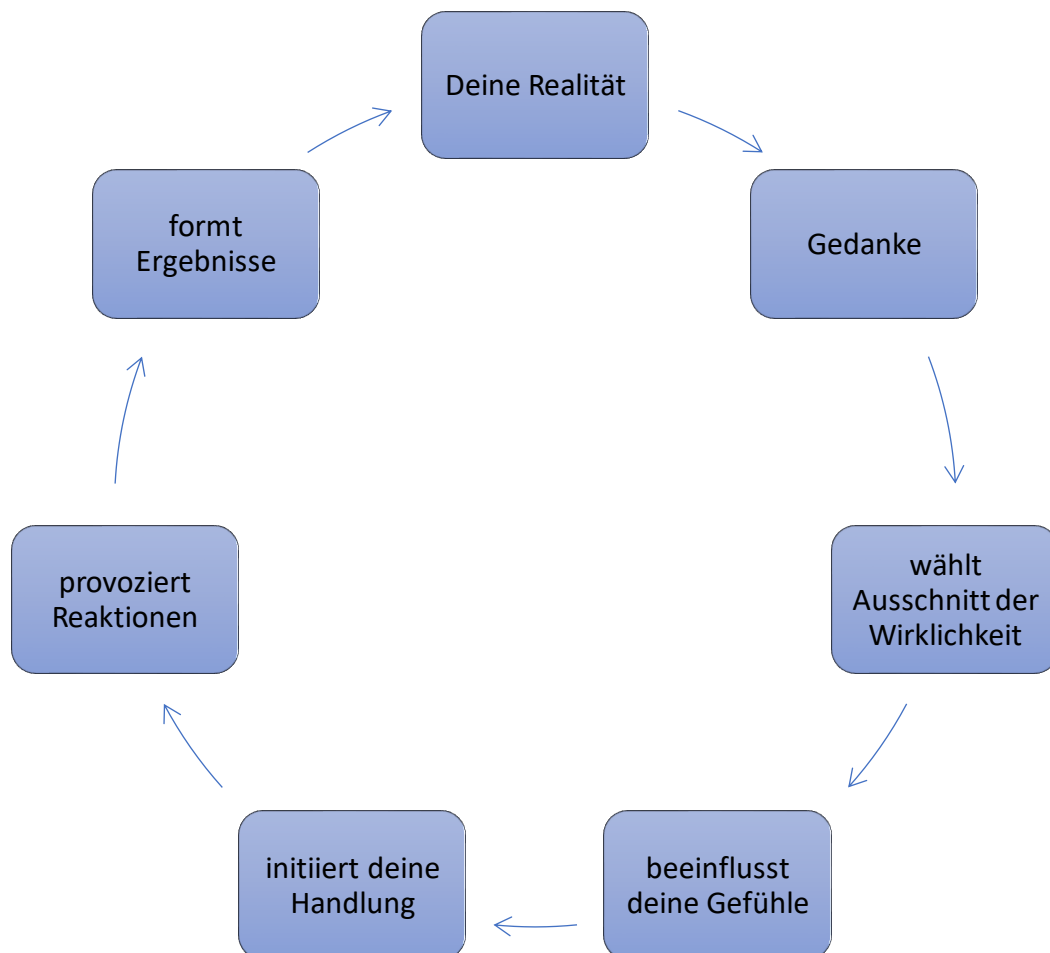 Deine Realität
Gedanke
wählt
Ausschnitt der
Wirklichkeit
beeinflusst
deine Gefühle
initiiert deine
Handlung
provoziert
Reaktionen
formt
Ergebnisse